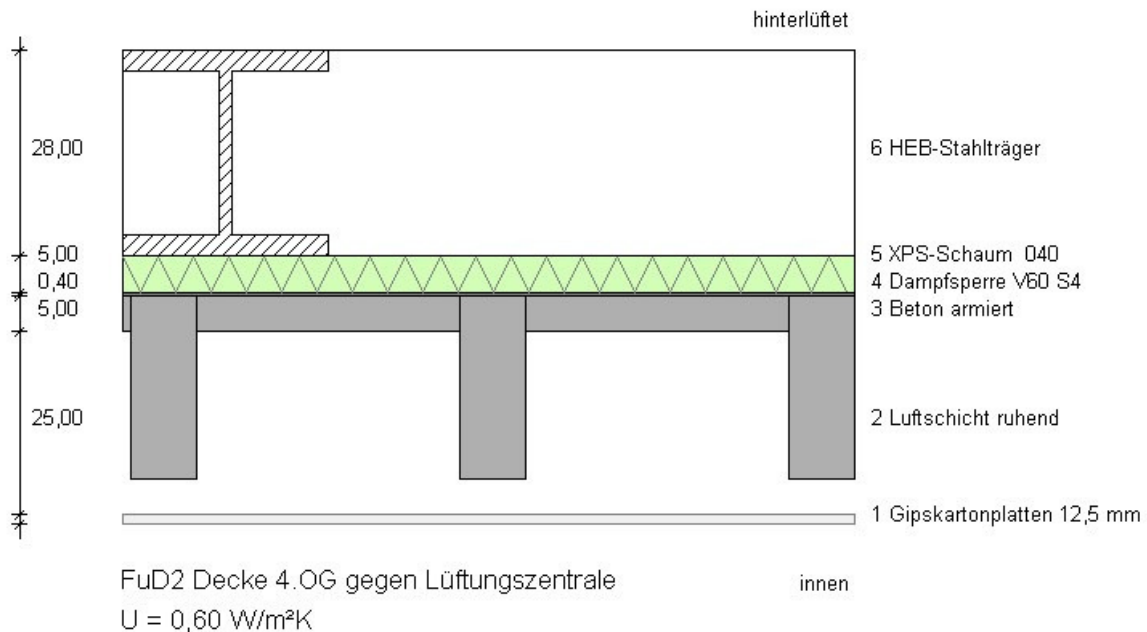 hinterlüftet
28,00
6 HEB-Stahlträger
5,00
5 XPS-Schaum 040
0,40
4 Dampfsperre V60 S4
5,00
3 Beton armiert
25,00
2 Luftschicht ruhend
1 Gipskartonplatten 12,5 mm
FuD2 Decke 4.OG gegen Lüftungszentrale
innen
U = 0,60 W/m²K